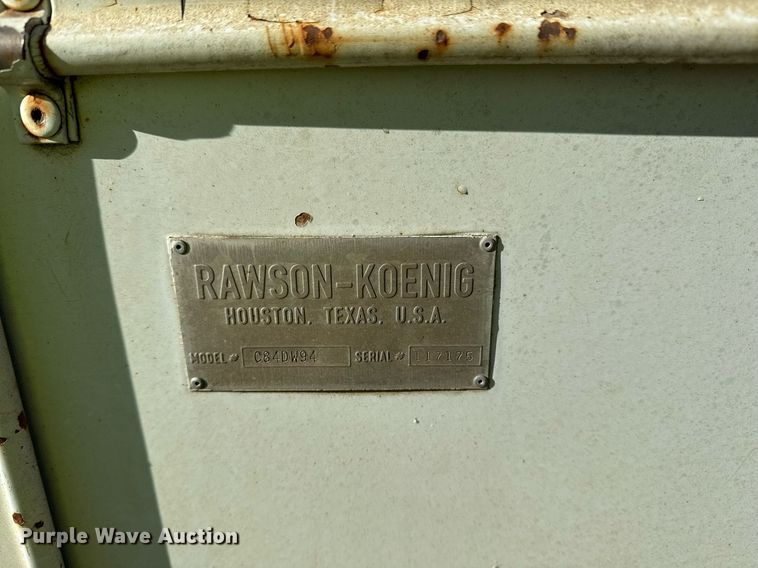 RAWSON-KOENIG
HOUSTON, TEXAS, U.S.A.
MODEL # C84DW94 SERIAL # 117175
Purple Wave Auction